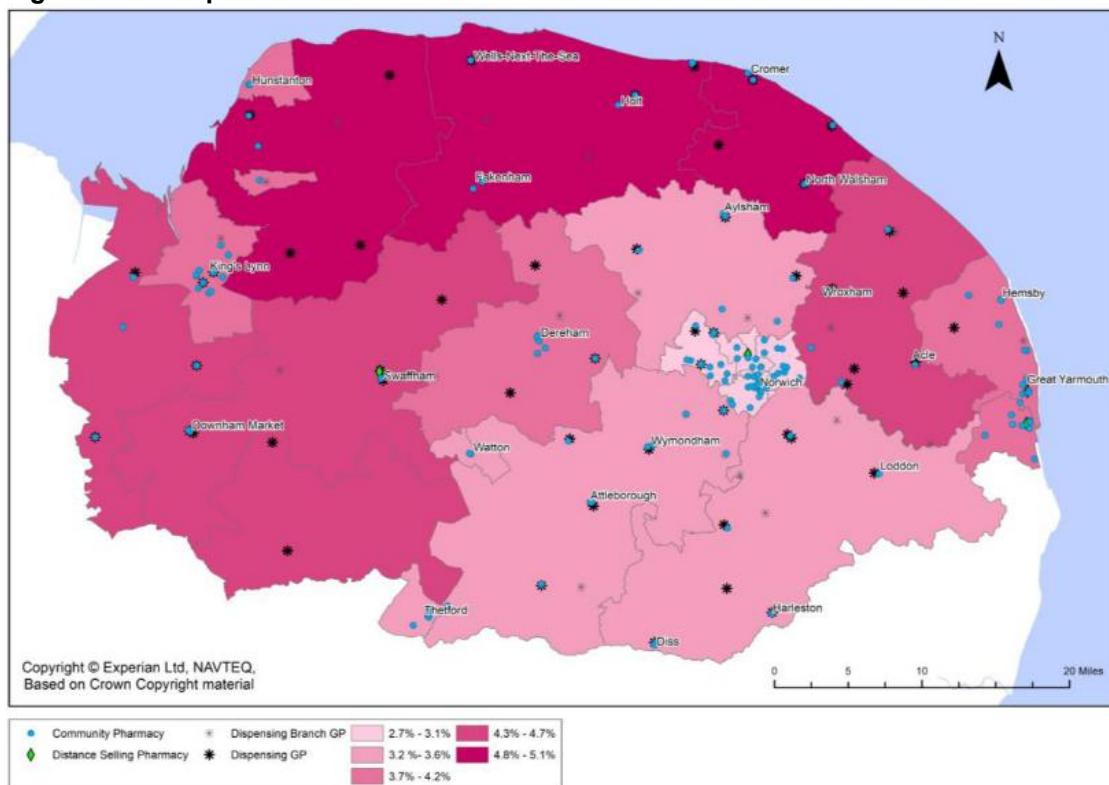 N
Hunstanton
Wells-Next-The-Sea
Cromer
Holt
Fakenham
North Walsham
Aylsham
King's Lynn
Wroxham
Hemsby
Dereham
Acle
Swaffham
Norwich
Great Yarmouth
Downham Market
Watton
Wymondham
Loddon
Attleborough
Thetford
Harleston
Diss
Copyright © Experian Ltd, NAVTEQ,
Based on Crown Copyright material
0 5 10 20 Miles
Community Pharmacy Dispensing Branch GP 2.7% - 3.1% 4.3% - 4.7%
Distance Selling Pharmacy Dispensing GP 3.2% - 3.6% 4.8% - 5.1%
3.7% - 4.2%